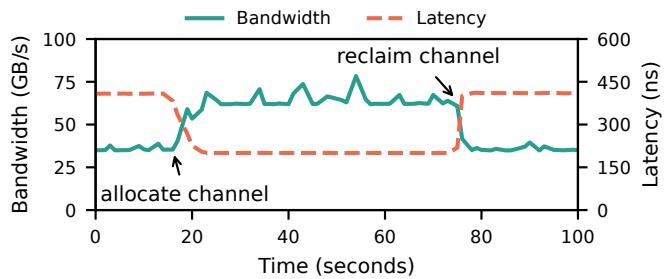 Bandwidth Latency
100 600
reclaim channel
75 450
50 300
25 150
allocate channel
0 0
0 20 40 60 80 100
Time (seconds)
Bandwidth (GB/s)
Latency (ns)